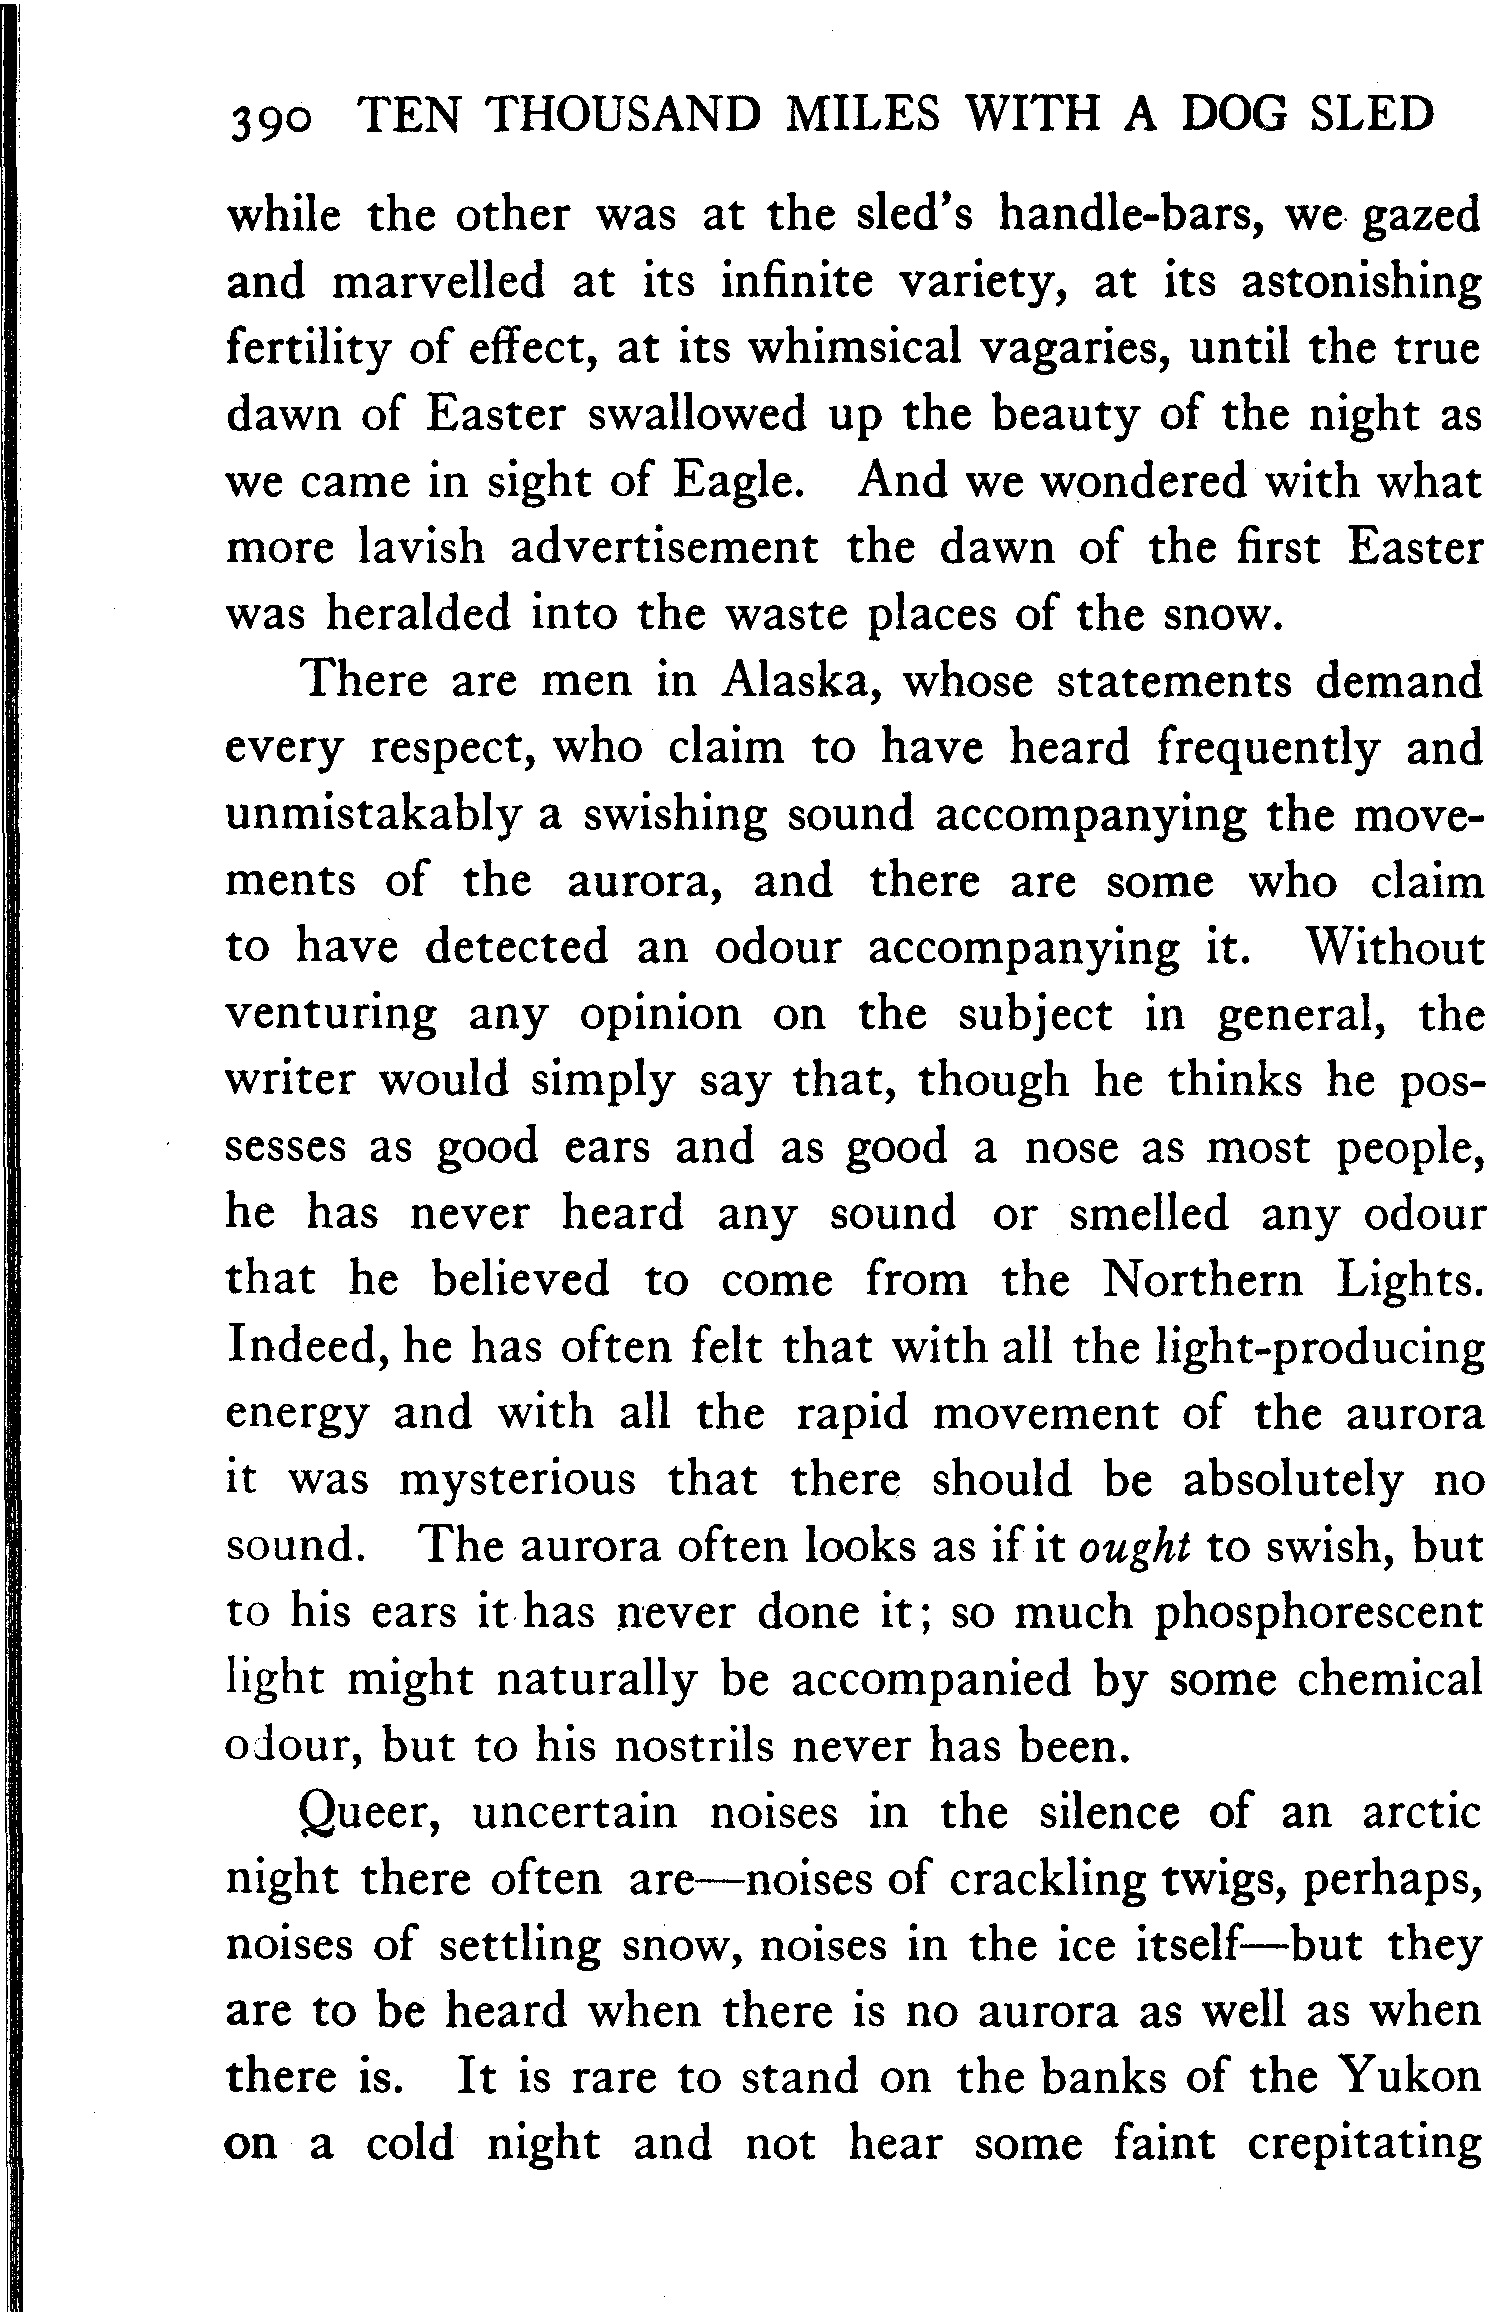 390 TEN THOUSAND MILES WITH A DOG SLED
while the other was at the sled's handle-bars, we gazed
and marvelled at its infinite variety, at its astonishing
fertility of effect, at its whimsical vagaries, until the true
dawn of Easter swallowed up the beauty of the night as
we came in sight of Eagle. And we wondered with what
more lavish advertisement the dawn of the first Easter
was heralded into the waste places of the snow.
There are men in Alaska, whose statements demand
every respect, who claim to have heard frequently and
unmistakably a swishing sound accompanying the move-
ments of the aurora, and there are some who claim
to have detected an odour accompanying it. Without
venturing any opinion on the subject in general, the
writer would simply say that, though he thinks he pos-
sesses as good ears and as good a nose as most people,
he has never heard any sound or smelled any odour
that he believed to come from the Northern Lights.
Indeed, he has often felt that with all the light-producing
energy and with all the rapid movement of the aurora
it was mysterious that there should be absolutely no
sound. The aurora often looks as if it ought to swish, but
to his ears it has never done it; so much phosphorescent
light might naturally be accompanied by some chemical
odour, but to his nostrils never has been.
Queer, uncertain noises in the silence of an arctic
night there often are—noises of crackling twigs, perhaps,
noises of settling snow, noises in the ice itself—but they
are to be heard when there is no aurora as well as when
there is. It is rare to stand on the banks of the Yukon
on a cold night and not hear some faint crepitating